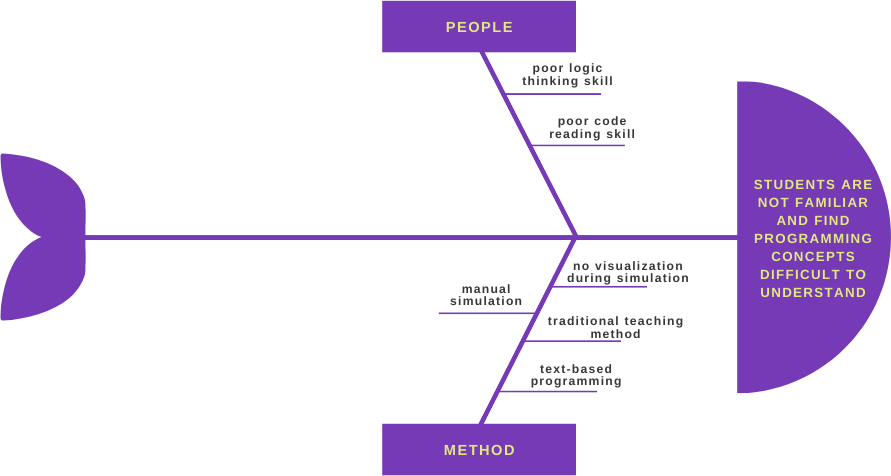 PEOPLE
poor logic
thinking skill
poor code
reading skill
STUDENTS ARE
NOT FAMILIAR
AND FIND
PROGRAMMING
CONCEPTS
DIFFICULT TO
UNDERSTAND
no visualization
during simulation
manual
simulation
traditional teaching
method
text-based
programming
METHOD